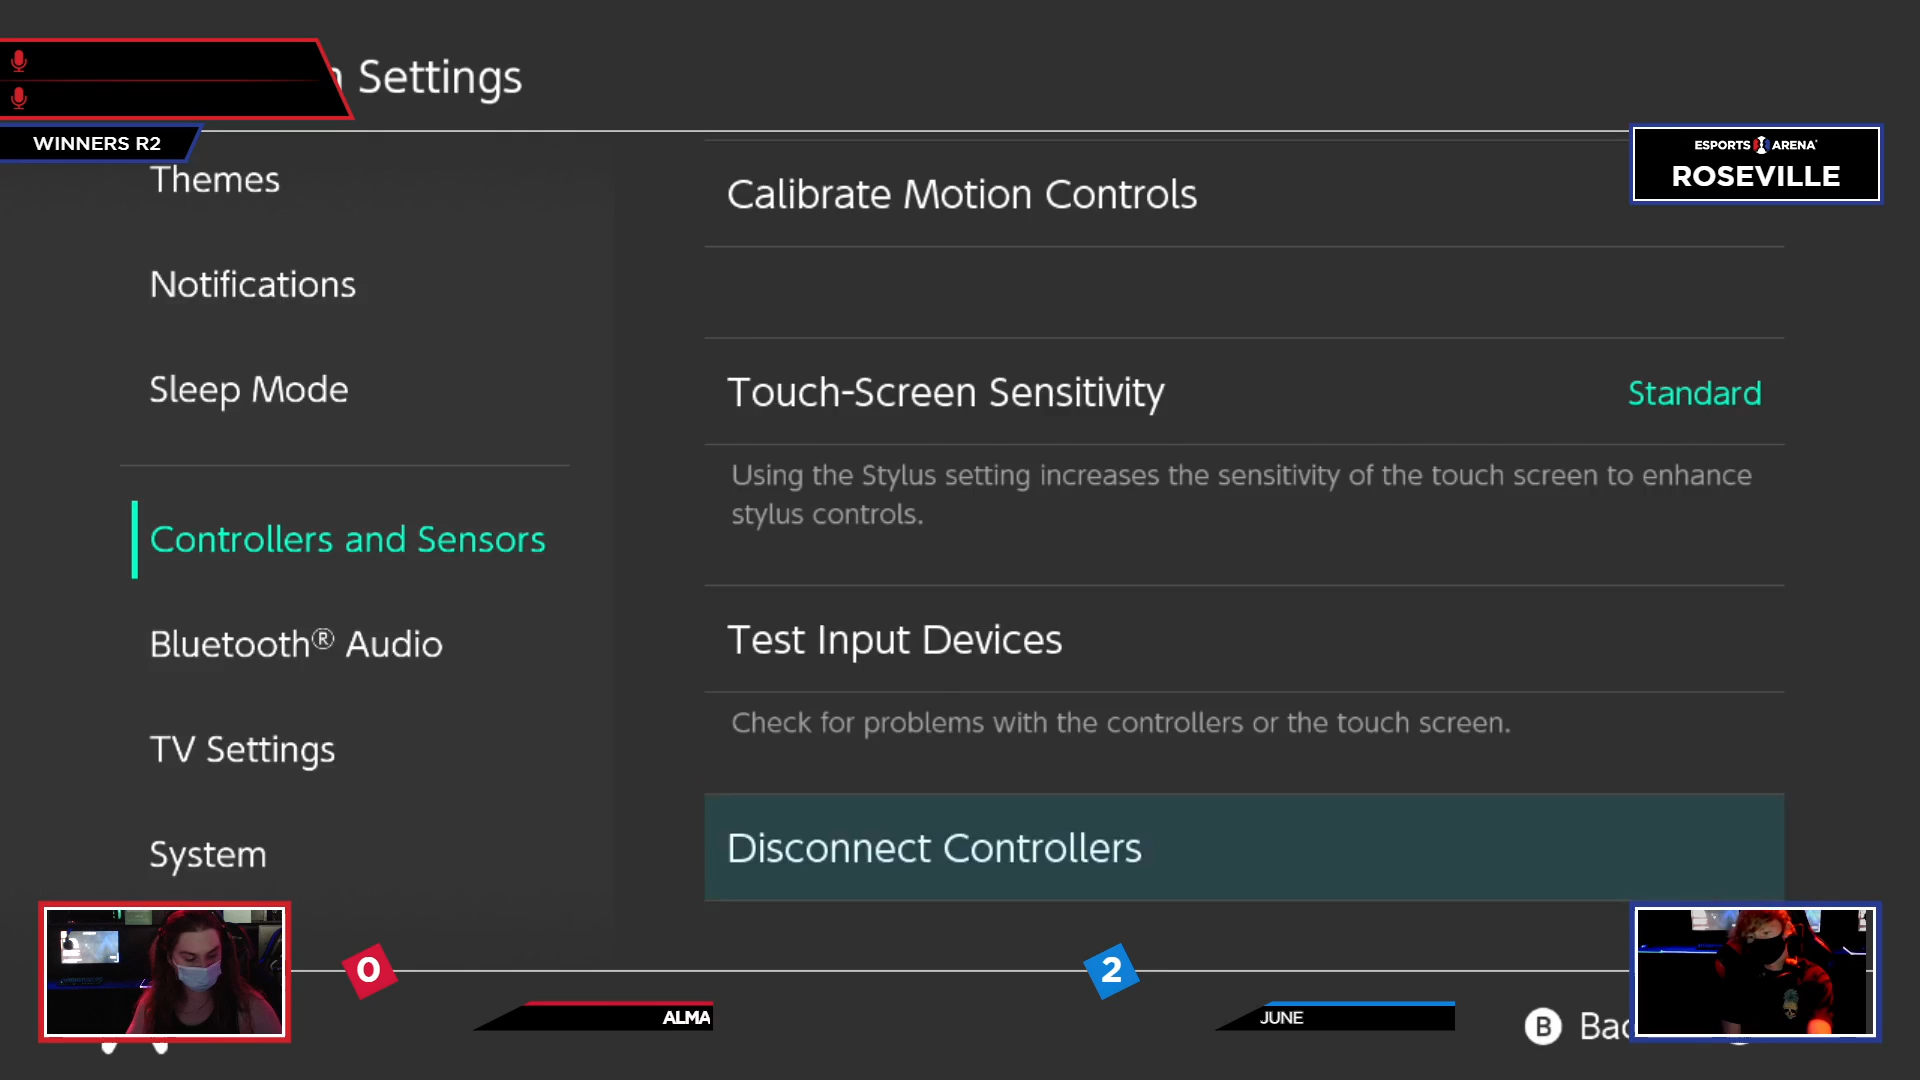 Settings
WINNERS R2
ESPORTS ARENA
ROSEVILLE
Themes
Notifications
Sleep Mode
Controllers and Sensors
Bluetooth® Audio
TV Settings
System
Calibrate Motion Controls
Touch-Screen Sensitivity Standard
Using the Stylus setting increases the sensitivity of the touch screen to enhance
stylus controls.
Test Input Devices
Check for problems with the controllers or the touch screen.
Disconnect Controllers
0
2
ALMA
JUNE
B